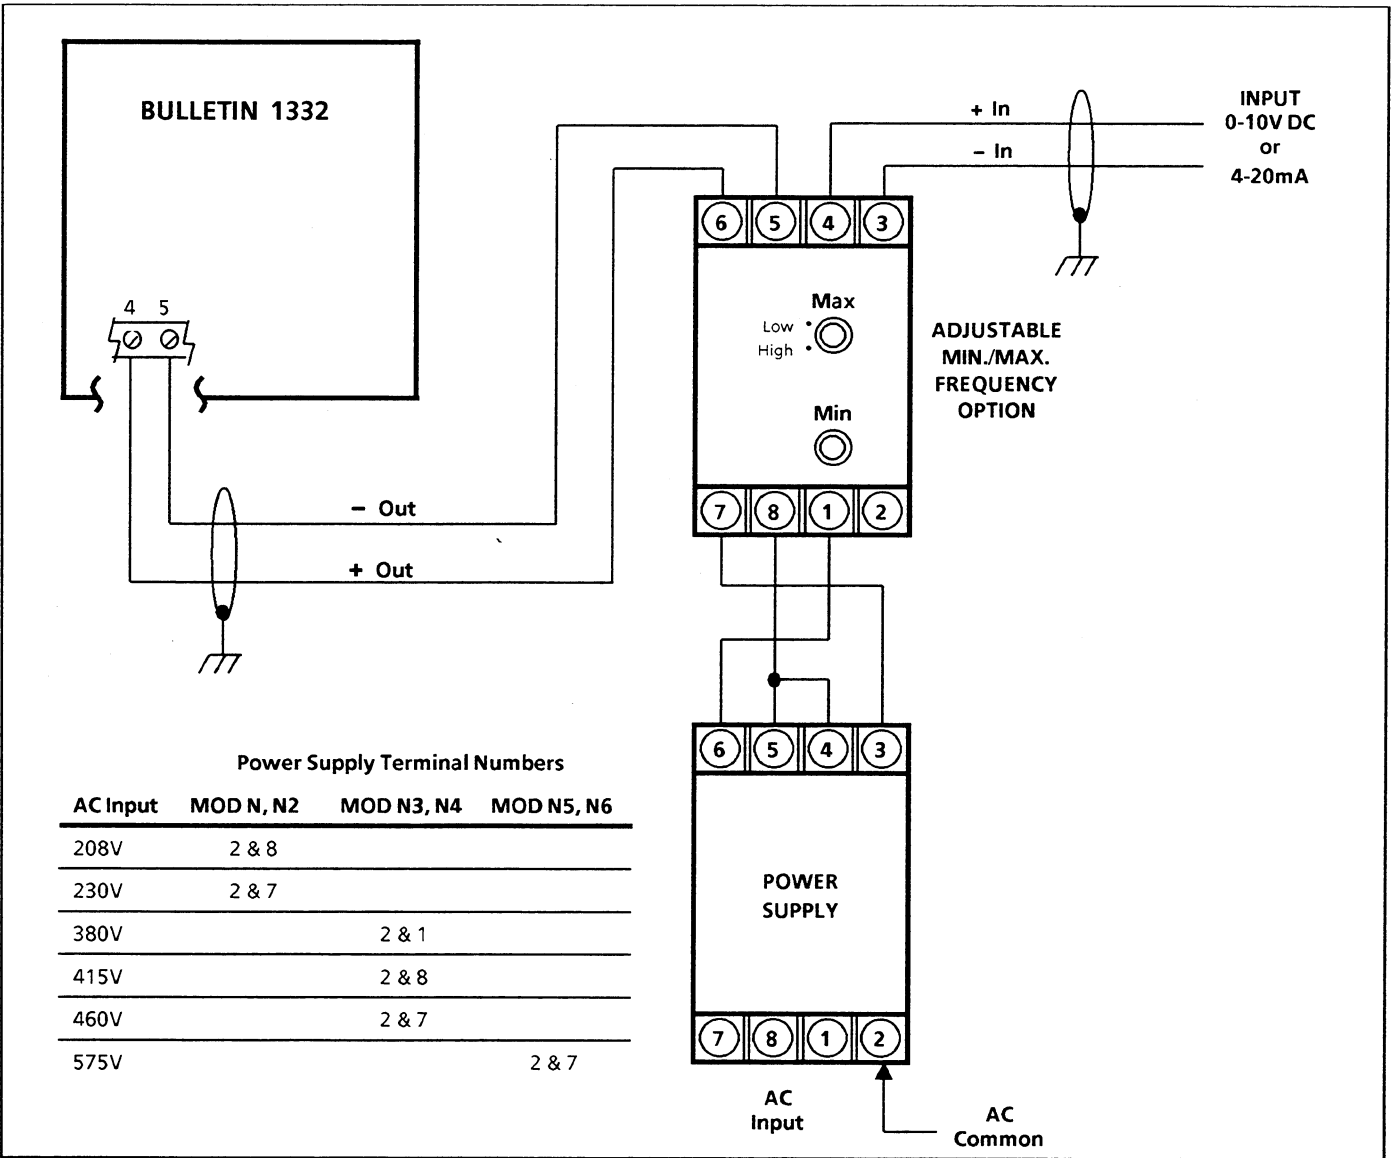 BULLETIN 1332
4 5
- Out
+ Out
+ In
- In
INPUT
0-10V DC
or
4-20mA
6 5 4 3
Max
Low
High
Min
7 8 1 2
ADJUSTABLE
MIN./MAX.
FREQUENCY
OPTION
6 5 4 3
POWER
SUPPLY
7 8 1 2
AC
Input
AC
Common
Power Supply Terminal Numbers
AC Input MOD N, N2 MOD N3, N4 MOD N5, N6
208V 2 & 8
230V 2 & 7
380V 2 & 1
415V 2 & 8
460V 2 & 7
575V 2 & 7